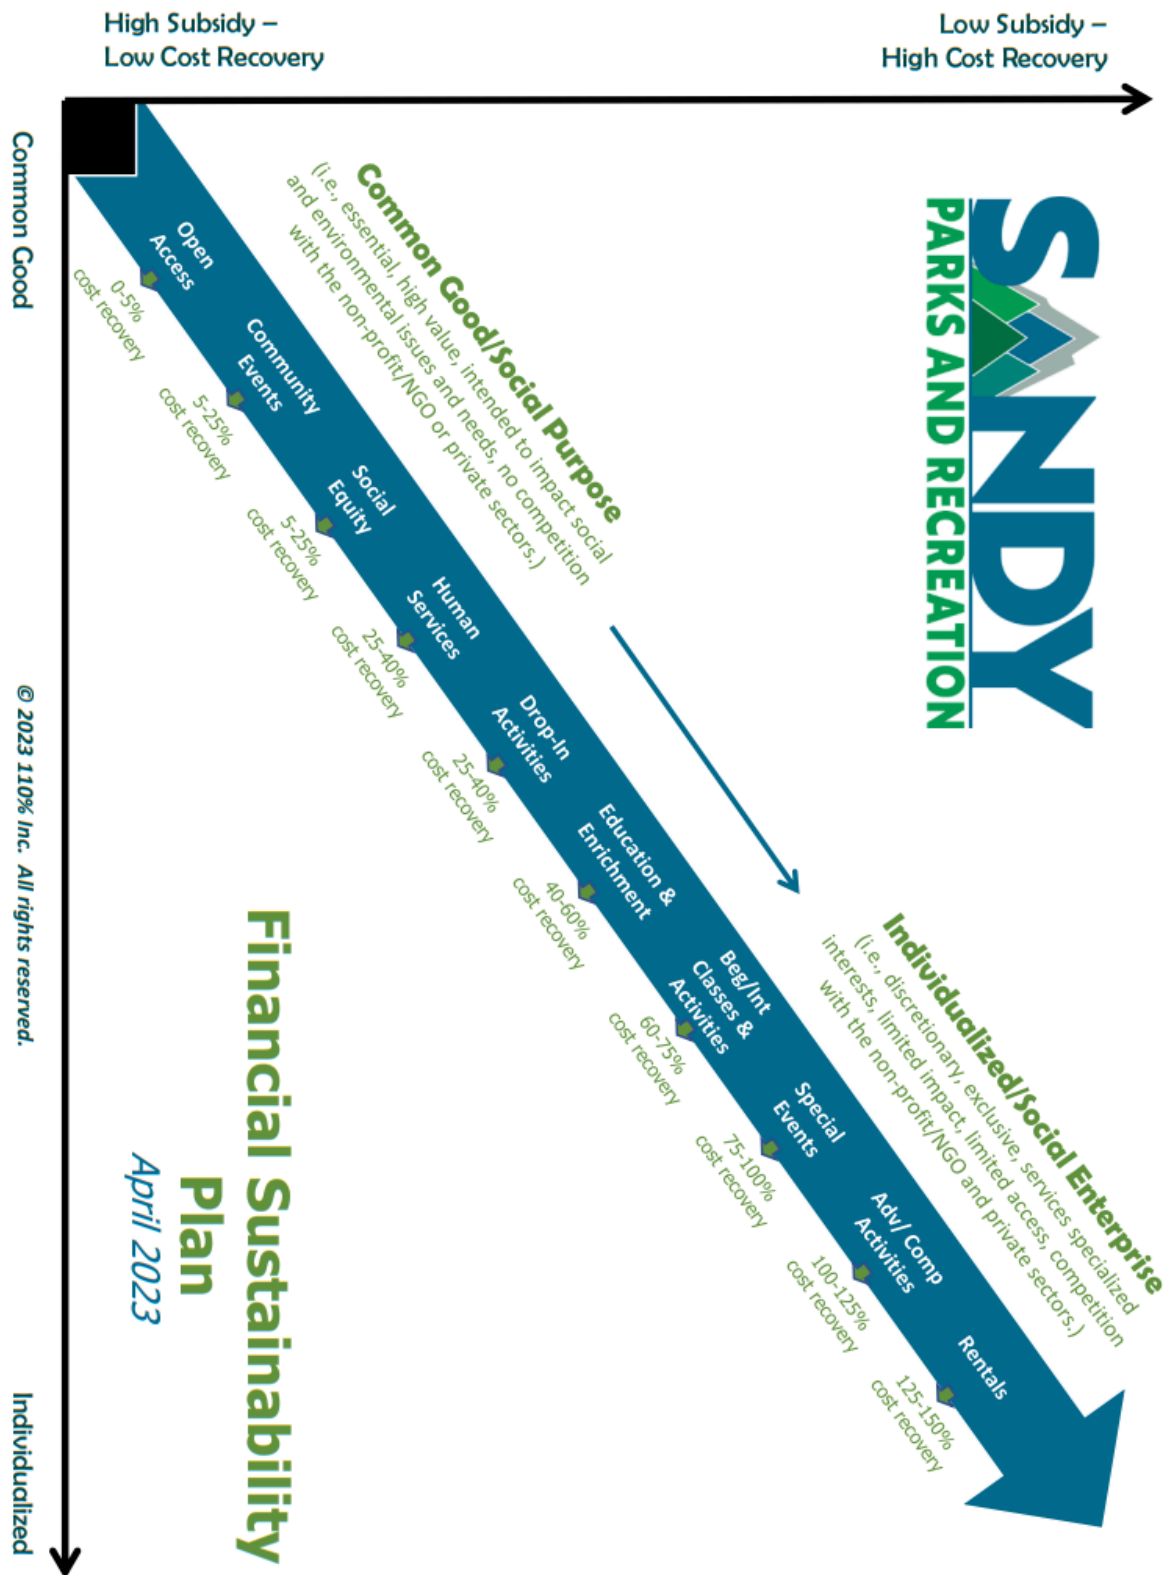 High Subsidy –
Low Cost Recovery
Low Subsidy –
High Cost Recovery
SANDY
PARKS AND RECREATION
Common Good/Social Purpose
(i.e., essential, high value, intended to impact social
and environmental issues and needs, no competition
with the non-profit/NGO or private sectors.)
Individualized/Social Enterprise
(i.e., discretionary, exclusive, services specialized
interests, limited impact, limited access, competition
with the non-profit/NGO and private sectors.)
Open
Access
0-5%
cost recovery
Community
Events
5-25%
cost recovery
Social
Equity
5-25%
cost recovery
Human
Services
25-40%
cost recovery
Drop-In
Activities
25-40%
cost recovery
Education &
Enrichment
40-60%
cost recovery
Beg/Int
Classes &
Activities
60-75%
cost recovery
Special
Events
75-100%
cost recovery
Adv/ Comp
Activities
100-125%
cost recovery
Rentals
125-150%
cost recovery
Financial Sustainability
Plan
April 2023
Common Good
© 2023 110% Inc. All rights reserved.
Individualized